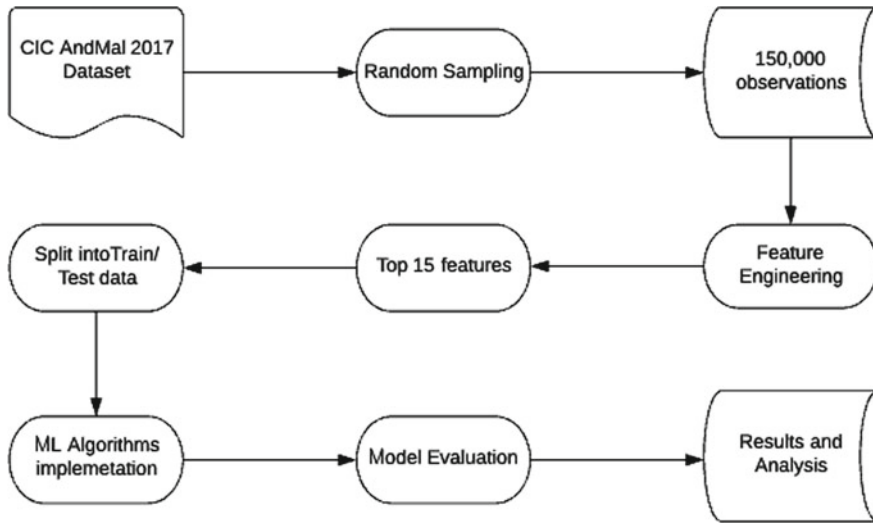 CIC AndMal 2017
Dataset
Random Sampling
150,000
observations
Feature
Engineering
Top 15 features
Split intoTrain/
Test data
ML Algorithms
implemetation
Model Evaluation
Results and
Analysis